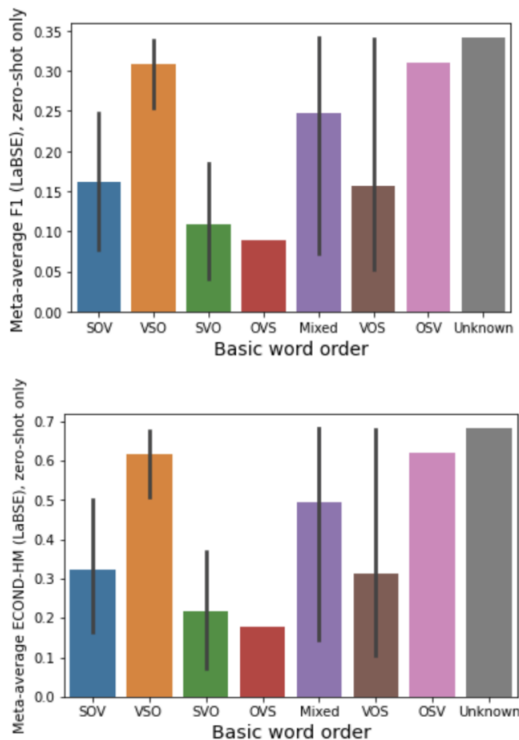 Meta-average F1 (LaBSE), zero-shot only
0.35
0.30
0.25
0.20
0.15
0.10
0.05
0.00
SOV VSO SVO OVS Mixed VOS OSV Unknown
Basic word order
Meta-average ECOND-HM (LaBSE), zero-shot only
0.7
0.6
0.5
0.4
0.3
0.2
0.1
0.0
SOV VSO SVO OVS Mixed VOS OSV Unknown
Basic word order